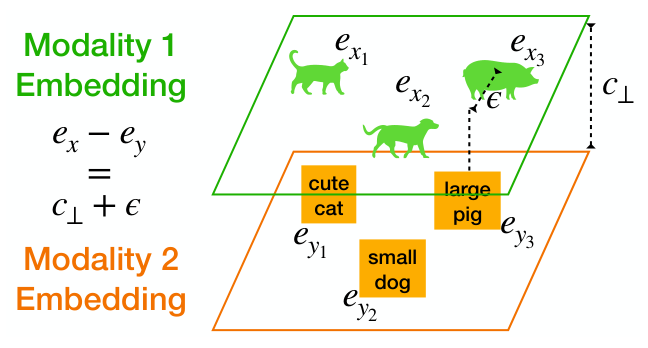 Modality 1
Embedding
e_x − e_y
=
c_⊥ + ϵ
Modality 2
Embedding
e_{x_1}
e_{x_2}
e_{x_3}
ϵ
c_⊥
cute
cat
e_{y_1}
small
dog
e_{y_2}
large
pig
e_{y_3}